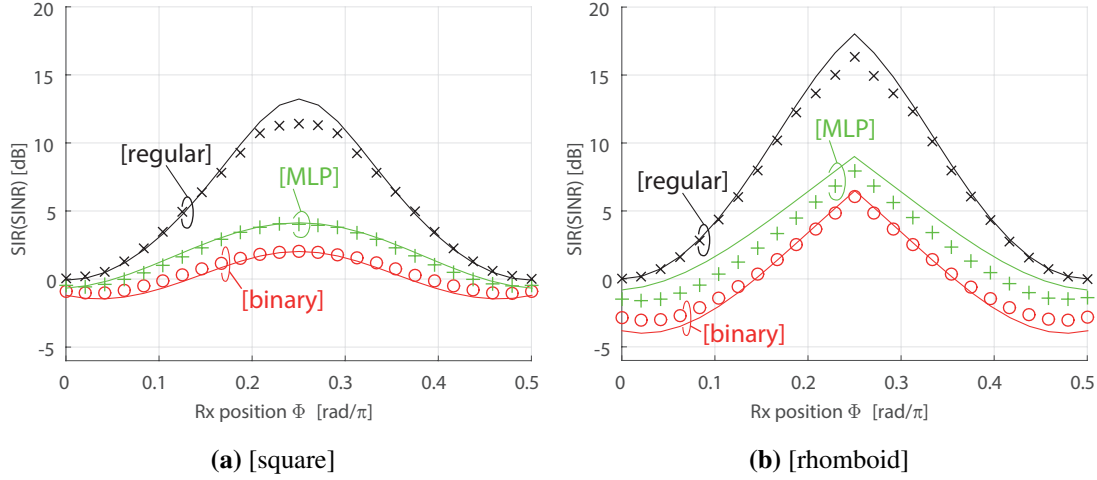 20
15
10
5
0
-5
SIR(SINR) [dB]
[regular]
[MLP]
[binary]
0 0.1 0.2 0.3 0.4 0.5
Rx position Φ [rad/π]
(a) [square]
20
15
10
5
0
-5
SIR(SINR) [dB]
[MLP]
[regular]
[binary]
0 0.1 0.2 0.3 0.4 0.5
Rx position Φ [rad/π]
(b) [rhomboid]